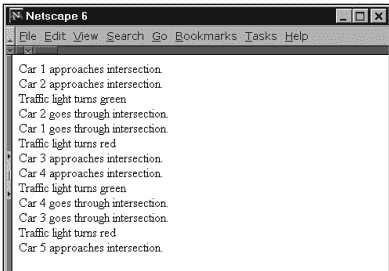 Netscape 6
File Edit View Search Go Bookmarks Tasks Help
Car 1 approaches intersection.
Car 2 approaches intersection.
Traffic light turns green
Car 2 goes through intersection.
Car 1 goes through intersection.
Traffic light turns red
Car 3 approaches intersection.
Car 4 approaches intersection.
Traffic light turns green
Car 4 goes through intersection.
Car 3 goes through intersection.
Traffic light turns red
Car 5 approaches intersection.